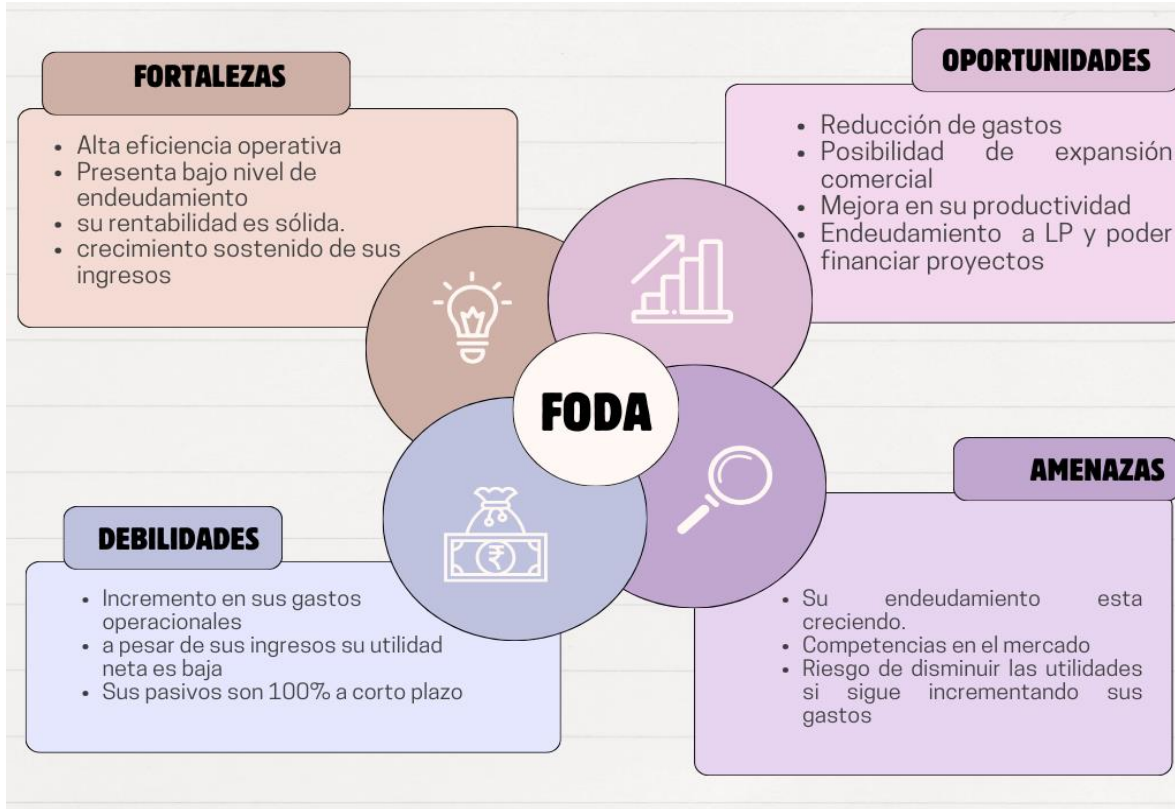 FORTALEZAS
• Alta eficiencia operativa
• Presenta bajo nivel de
endeudamiento
• su rentabilidad es sólida.
• crecimiento sostenido de sus
ingresos
OPORTUNIDADES
• Reducción de gastos
• Posibilidad de expansión
comercial
• Mejora en su productividad
• Endeudamiento a LP y poder
financiar proyectos
FODA
DEBILIDADES
• Incremento en sus gastos
operacionales
• a pesar de sus ingresos su utilidad
neta es baja
• Sus pasivos son 100% a corto plazo
₹
AMENAZAS
• Su endeudamiento esta
creciendo.
• Competencias en el mercado
• Riesgo de disminuir las utilidades
si sigue incrementando sus
gastos